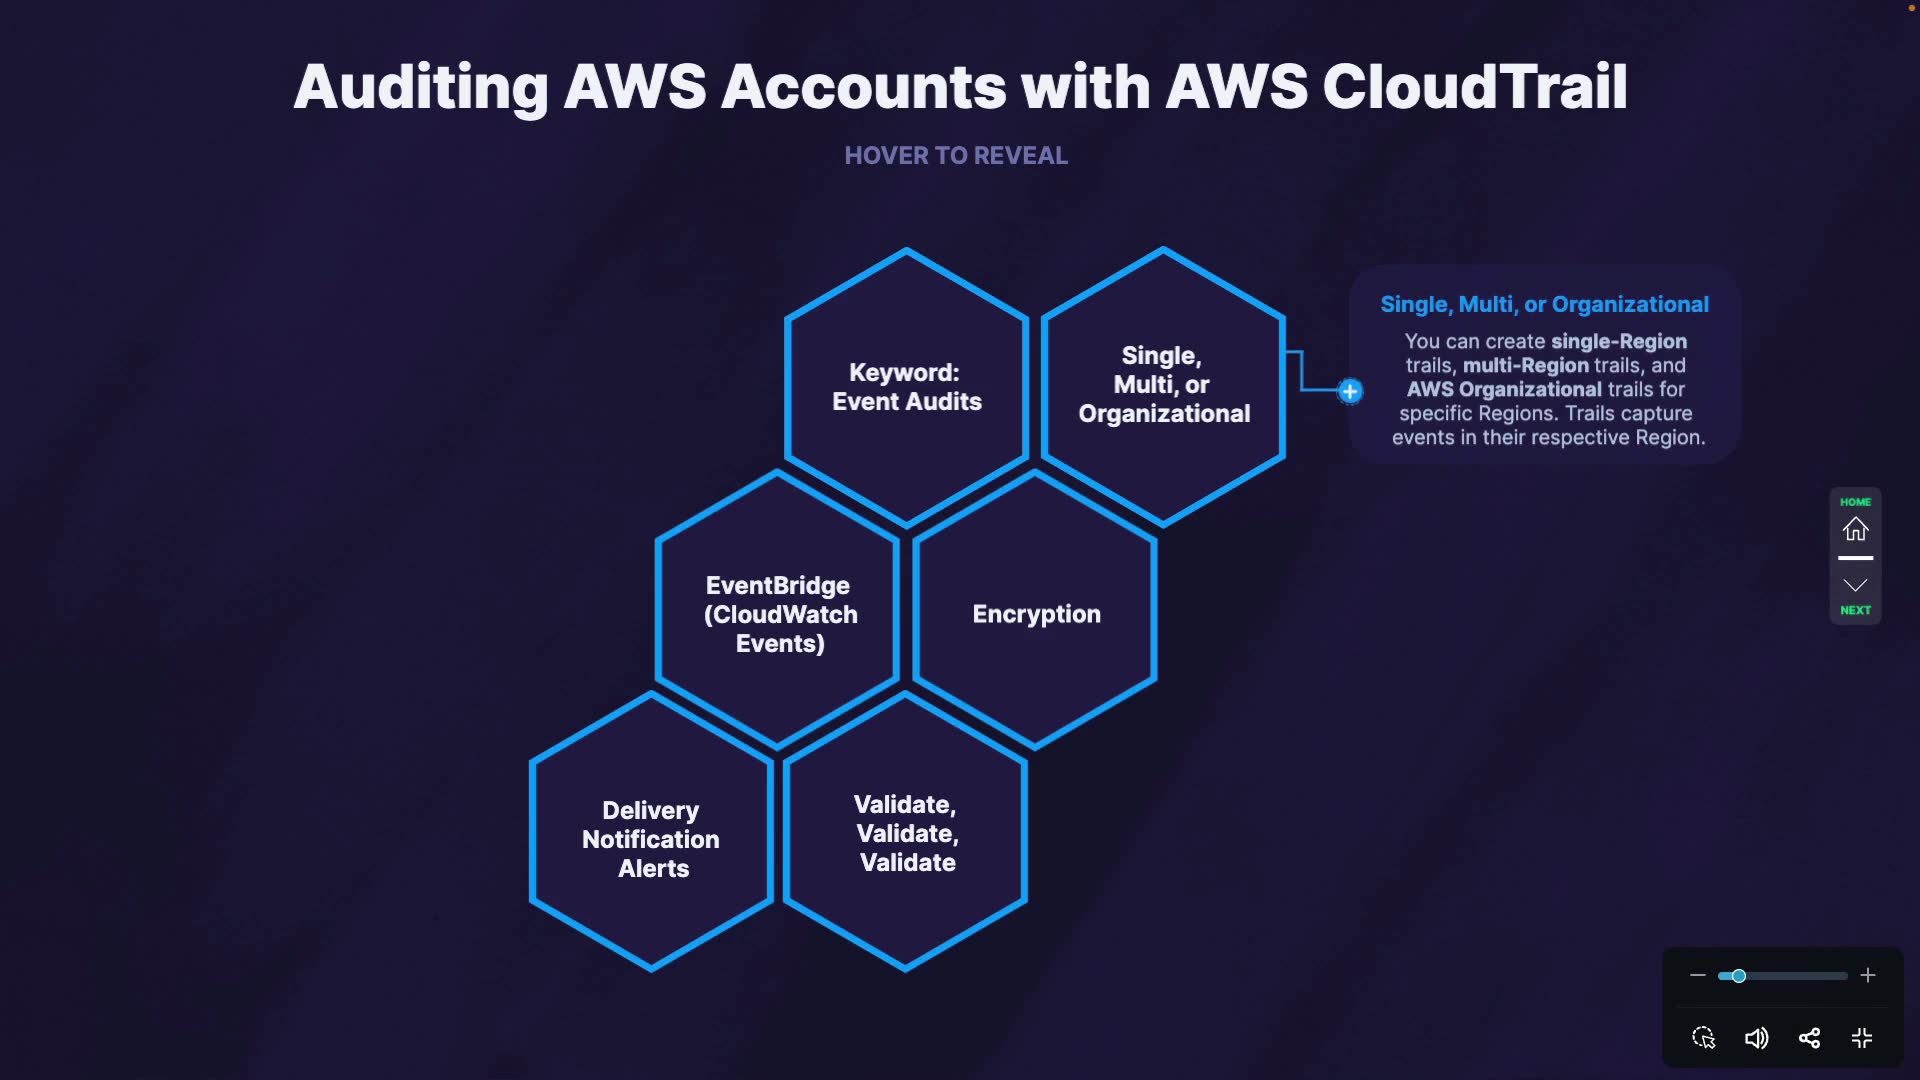 Auditing AWS Accounts with AWS CloudTrail
HOVER TO REVEAL
Keyword:
Event Audits
Single,
Multi, or
Organizational
Single, Multi, or Organizational
You can create single-Region
trails, multi-Region trails, and
AWS Organizational trails for
specific Regions. Trails capture
events in their respective Region.
EventBridge
(CloudWatch
Events)
Encryption
Delivery
Notification
Alerts
Validate,
Validate,
Validate
HOME
NEXT